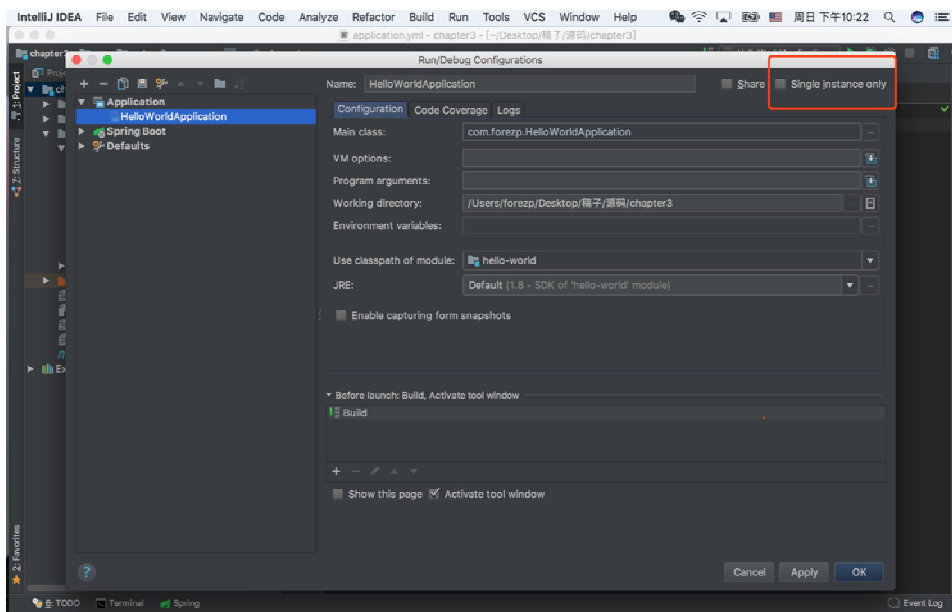 IntelliJ IDEA File Edit View Navigate Code Analyze Refactor Build Run Tools VCS Window Help 周日下午10:22
application.yml - chapter3 - [~/Desktop/稿子/源码/chapter3]
Run/Debug Configurations
1: Project
Z: Structure
2: Favorites
Application
HelloWorldApplication
Spring Boot
Defaults
Name: HelloWorldApplication Share Single instance only
Configuration Code Coverage Logs
Main class: com.forezp.HelloWorldApplication
VM options:
Program arguments:
Working directory: /Users/forezp/Desktop/稿子/源码/chapter3
Environment variables:
Use classpath of module: hello-world
JRE: Default (1.8 - SDK of 'hello-world' module)
Enable capturing form snapshots
Before launch: Build, Activate tool window
Build
Show this page Activate tool window
? Cancel Apply OK
6: TODO Terminal Spring Event Log